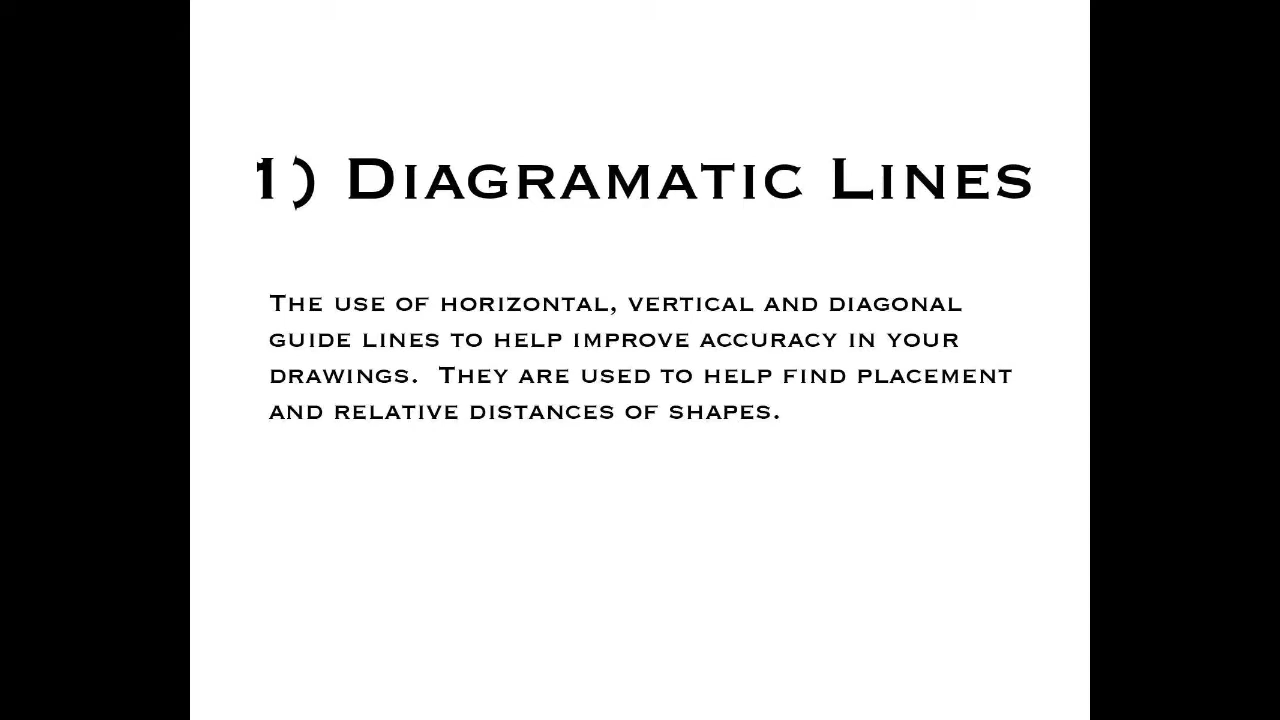 1) Diagramatic Lines
The use of horizontal, vertical and diagonal
guide lines to help improve accuracy in your
drawings.  They are used to help find placement
and relative distances of shapes.